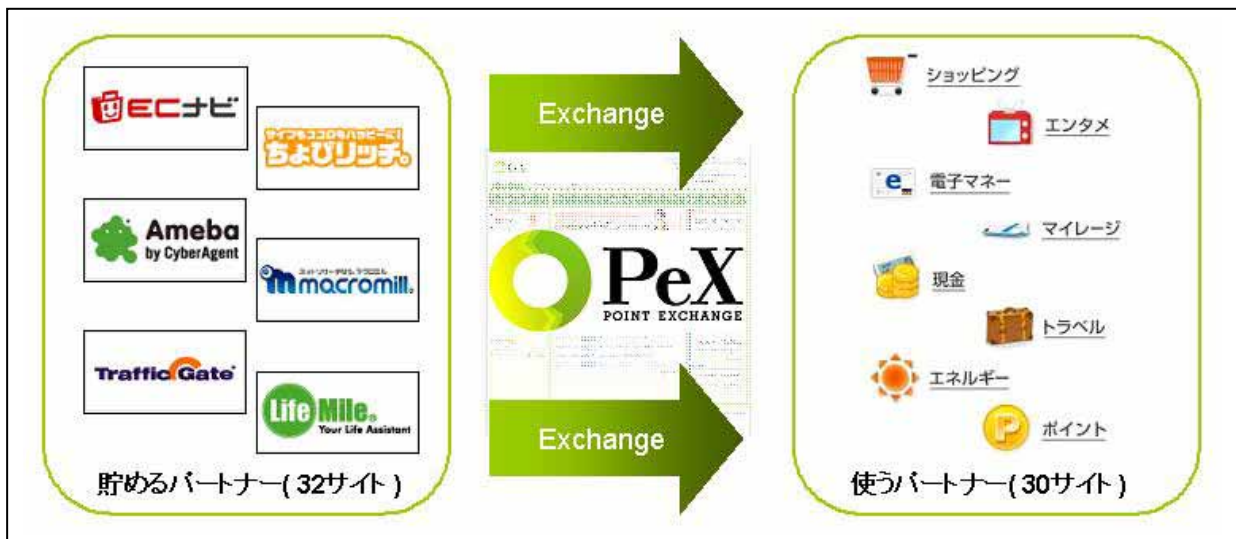 ECナビ
サイフもココロもハッピーに!
ちょびリッチ。
Ameba
by CyberAgent
macromill
TrafficGate
Life Mile
Your Life Assistant
貯めるパートナー( 32サイト )
Exchange
PeX
POINT EXCHANGE
Exchange
ショッピング
エンタメ
e
電子マネー
マイレージ
現金
トラベル
エネルギー
P
ポイント
使うパートナー( 30サイト )